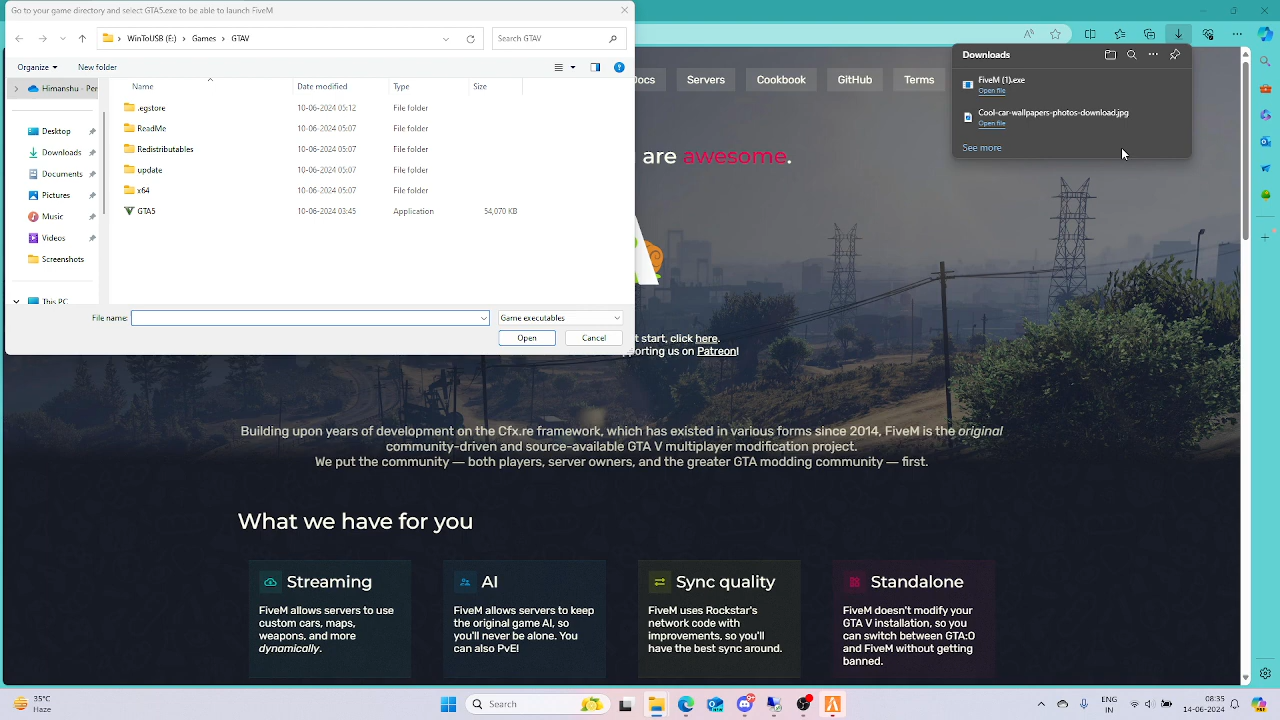 Go to your game directory and select GTA5.exe to be able to launch FiveM
WinToUSB (E:) > Games > GTAV
Search GTAV
Organize
New folder
Himanshu - Per
Desktop
Downloads
Documents
Pictures
Music
Videos
Screenshots
This PC
Name Date modified Type Size
.egstore 10-06-2024 05:12 File folder
ReadMe 10-06-2024 05:07 File folder
Redistributables 10-06-2024 05:07 File folder
update 10-06-2024 05:07 File folder
x64 10-06-2024 05:07 File folder
GTA5 10-06-2024 03:45 Application 54,070 KB
File name:
Game executables
Open
Cancel
Docs
Servers
Cookbook
GitHub
Terms
Downloads
FiveM (1).exe
Open file
Cool-car-wallpapers-photos-download.jpg
Open file
See more
are awesome.
t start, click here.
porting us on Patreon!
Building upon years of development on the Cfx.re framework, which has existed in various forms since 2014, FiveM is the original
community-driven and source-available GTA V multiplayer modification project.
We put the community — both players, server owners, and the greater GTA modding community — first.
What we have for you
Streaming
FiveM allows servers to use
custom cars, maps,
weapons, and more
dynamically.
AI
FiveM allows servers to keep
the original game AI, so
you'll never be alone. You
can also PvE!
Sync quality
FiveM uses Rockstar's
network code with
improvements, so you'll
have the best sync around.
Standalone
FiveM doesn't modify your
GTA V installation, so you
can switch between GTA:O
and FiveM without getting
banned.
35°C
Haze
Search
ENG
IN
08:35
14-06-2024